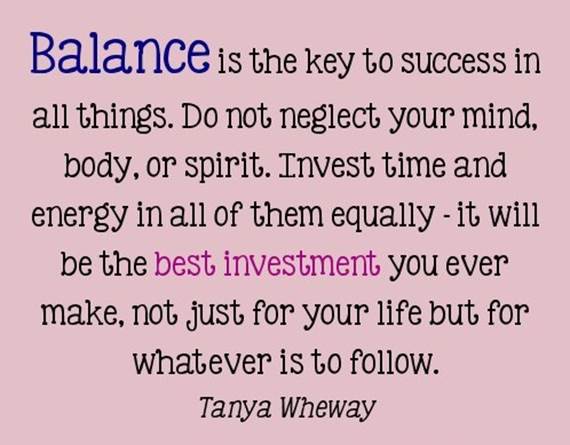 Balance is the key to success in
all things. Do not neglect your mind,
body, or spirit. Invest time and
energy in all of them equally - it will
be the best investment you ever
make, not just for your life but for
whatever is to follow.
Tanya Wheway